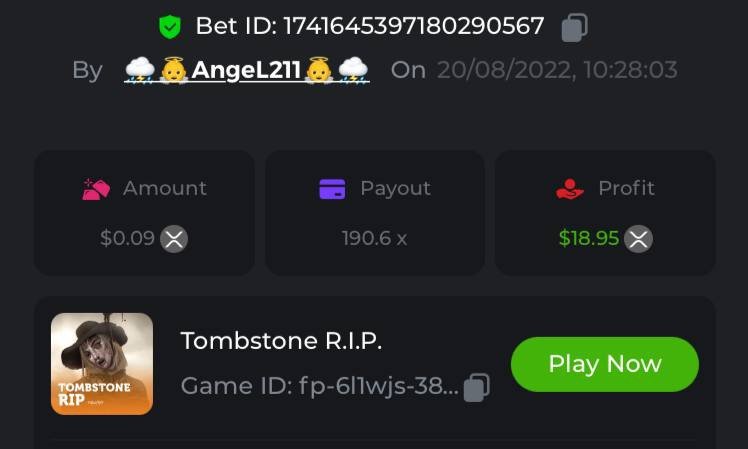 Bet ID: 1741645397180290567
By 🌧️👼AngeL211👼🌧️ On 20/08/2022, 10:28:03
Amount Payout Profit
$0.09 190.6 x $18.95
Tombstone R.I.P.
Play Now
Game ID: fp-6l1wjs-38...
TOMBSTONE
RIP